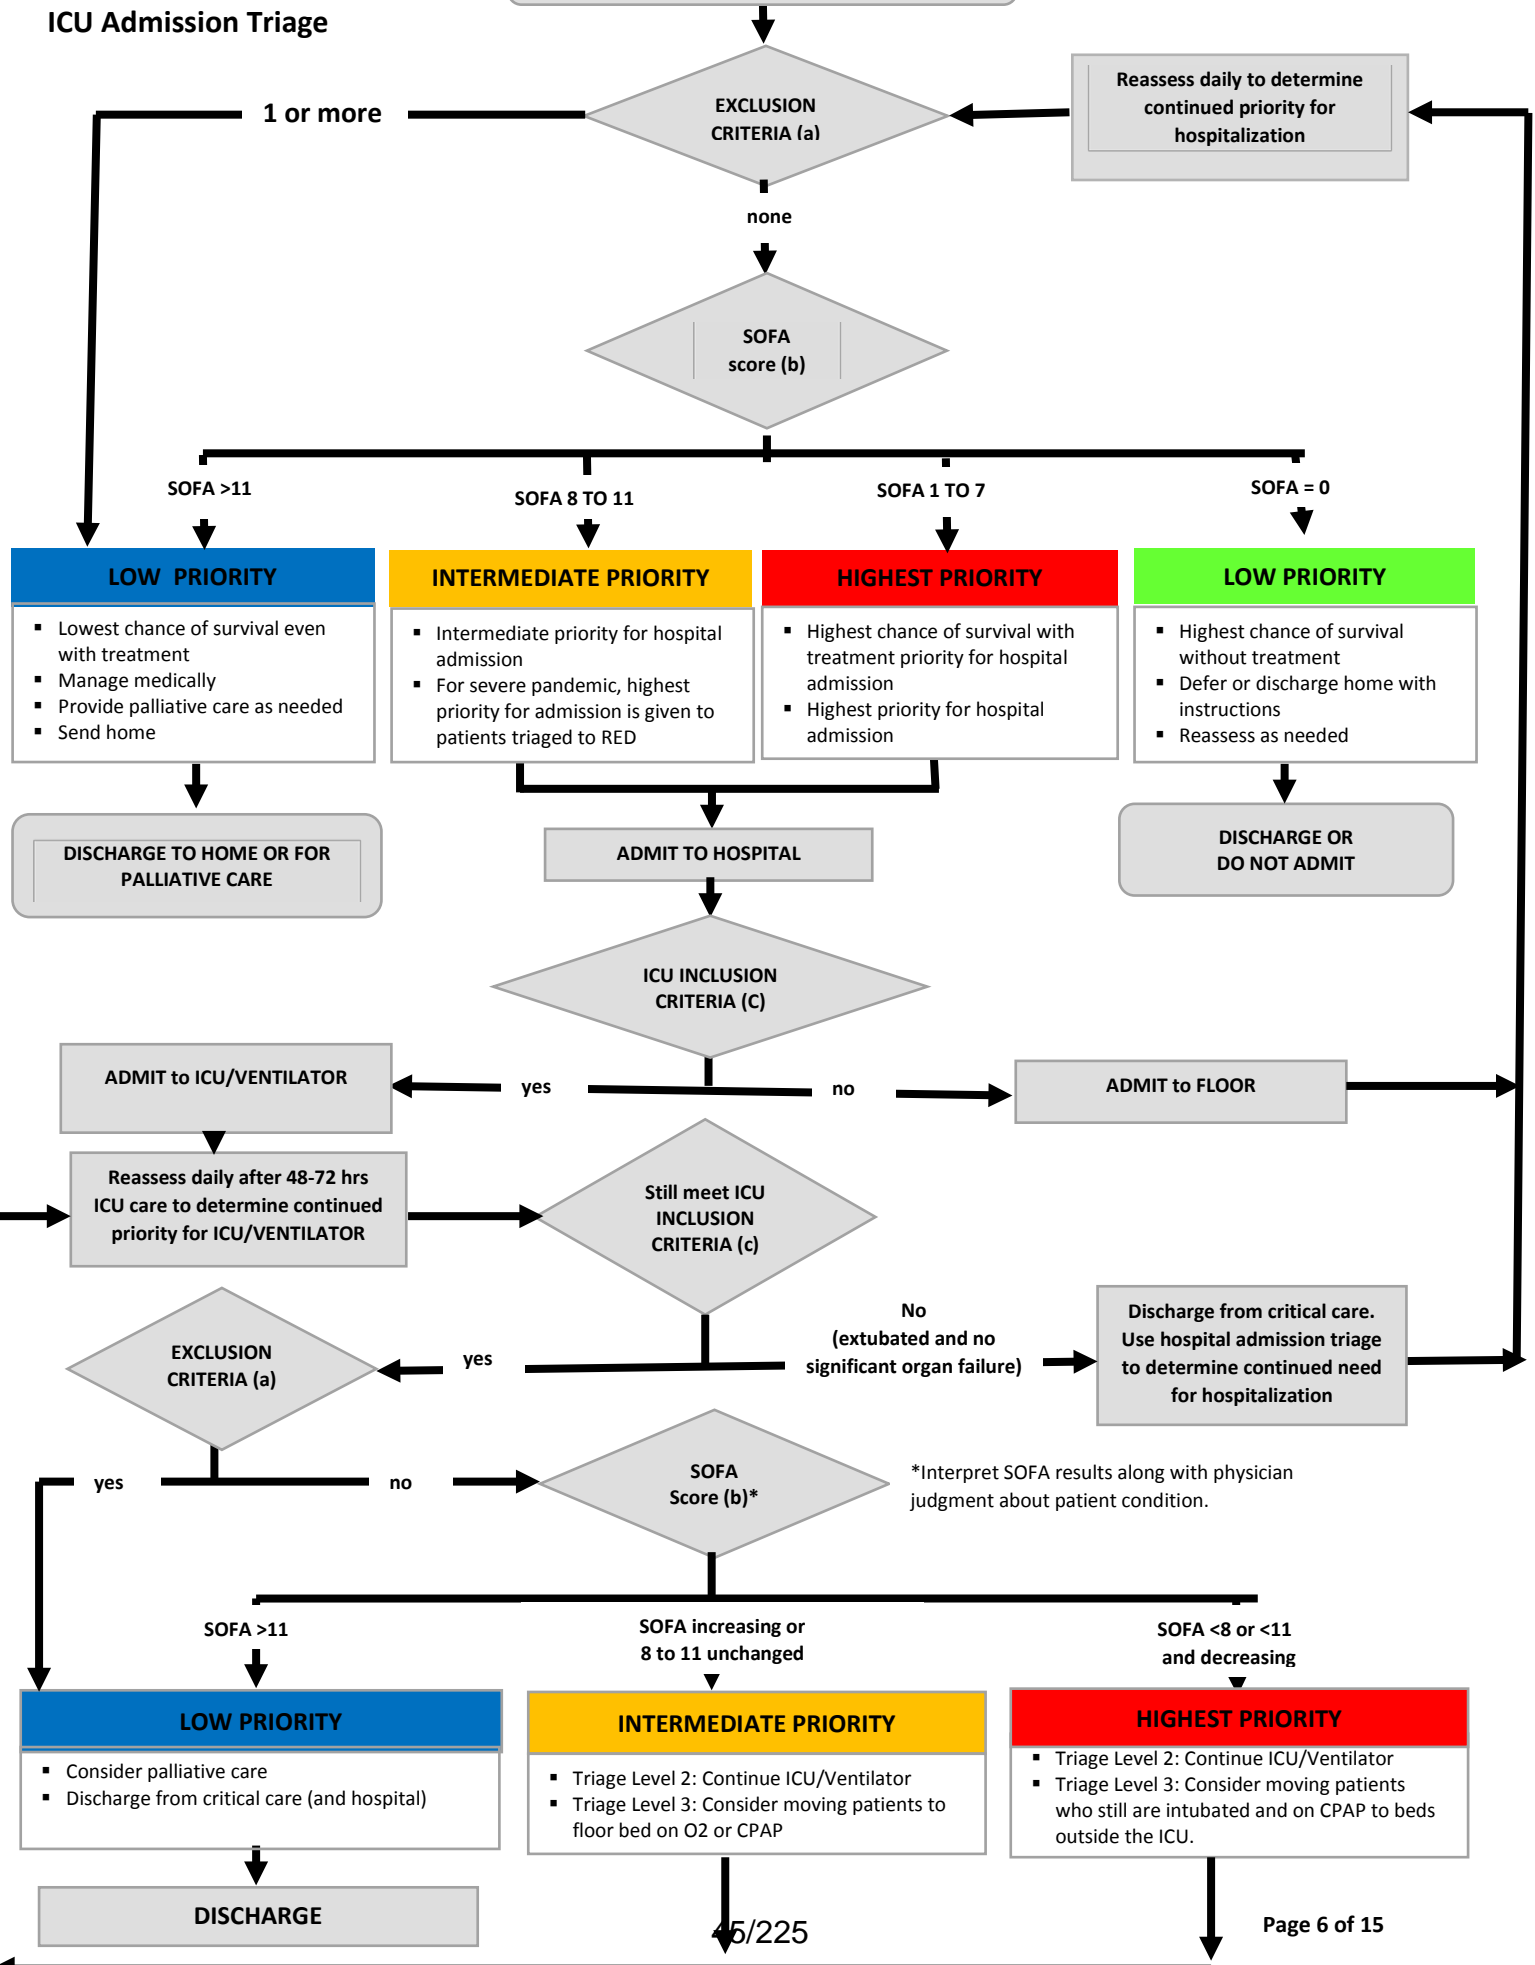 ICU Admission Triage
EXCLUSION
CRITERIA (a)
Reassess daily to determine
continued priority for
hospitalization
1 or more
none
SOFA
score (b)
SOFA >11
SOFA 8 TO 11
SOFA 1 TO 7
SOFA = 0
LOW PRIORITY
▪ Lowest chance of survival even
with treatment
▪ Manage medically
▪ Provide palliative care as needed
▪ Send home
INTERMEDIATE PRIORITY
▪ Intermediate priority for hospital
admission
▪ For severe pandemic, highest
priority for admission is given to
patients triaged to RED
HIGHEST PRIORITY
▪ Highest chance of survival with
treatment priority for hospital
admission
▪ Highest priority for hospital
admission
LOW PRIORITY
▪ Highest chance of survival
without treatment
▪ Defer or discharge home with
instructions
▪ Reassess as needed
DISCHARGE TO HOME OR FOR
PALLIATIVE CARE
ADMIT TO HOSPITAL
DISCHARGE OR
DO NOT ADMIT
ICU INCLUSION
CRITERIA (C)
ADMIT to ICU/VENTILATOR
yes
no
ADMIT to FLOOR
Reassess daily after 48-72 hrs
ICU care to determine continued
priority for ICU/VENTILATOR
Still meet ICU
INCLUSION
CRITERIA (c)
EXCLUSION
CRITERIA (a)
yes
No
(extubated and no
significant organ failure)
Discharge from critical care.
Use hospital admission triage
to determine continued need
for hospitalization
yes
no
SOFA
Score (b)*
*Interpret SOFA results along with physician
judgment about patient condition.
SOFA >11
SOFA increasing or
8 to 11 unchanged
SOFA <8 or <11
and decreasing
LOW PRIORITY
▪ Consider palliative care
▪ Discharge from critical care (and hospital)
INTERMEDIATE PRIORITY
▪ Triage Level 2: Continue ICU/Ventilator
▪ Triage Level 3: Consider moving patients to
floor bed on O2 or CPAP
HIGHEST PRIORITY
▪ Triage Level 2: Continue ICU/Ventilator
▪ Triage Level 3: Consider moving patients
who still are intubated and on CPAP to beds
outside the ICU.
DISCHARGE
45/225
Page 6 of 15